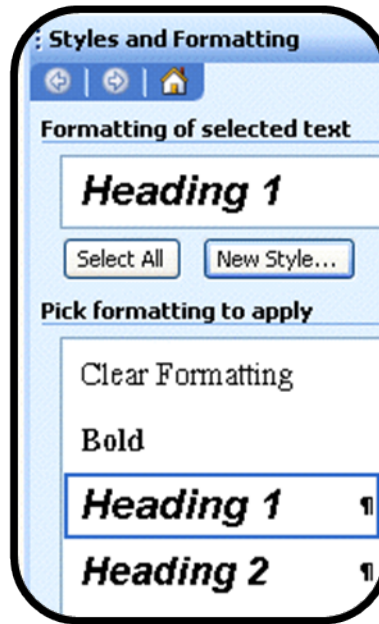 Styles and Formatting
Formatting of selected text
Heading 1
Select All New Style...
Pick formatting to apply
Clear Formatting
Bold
Heading 1 ¶
Heading 2 ¶